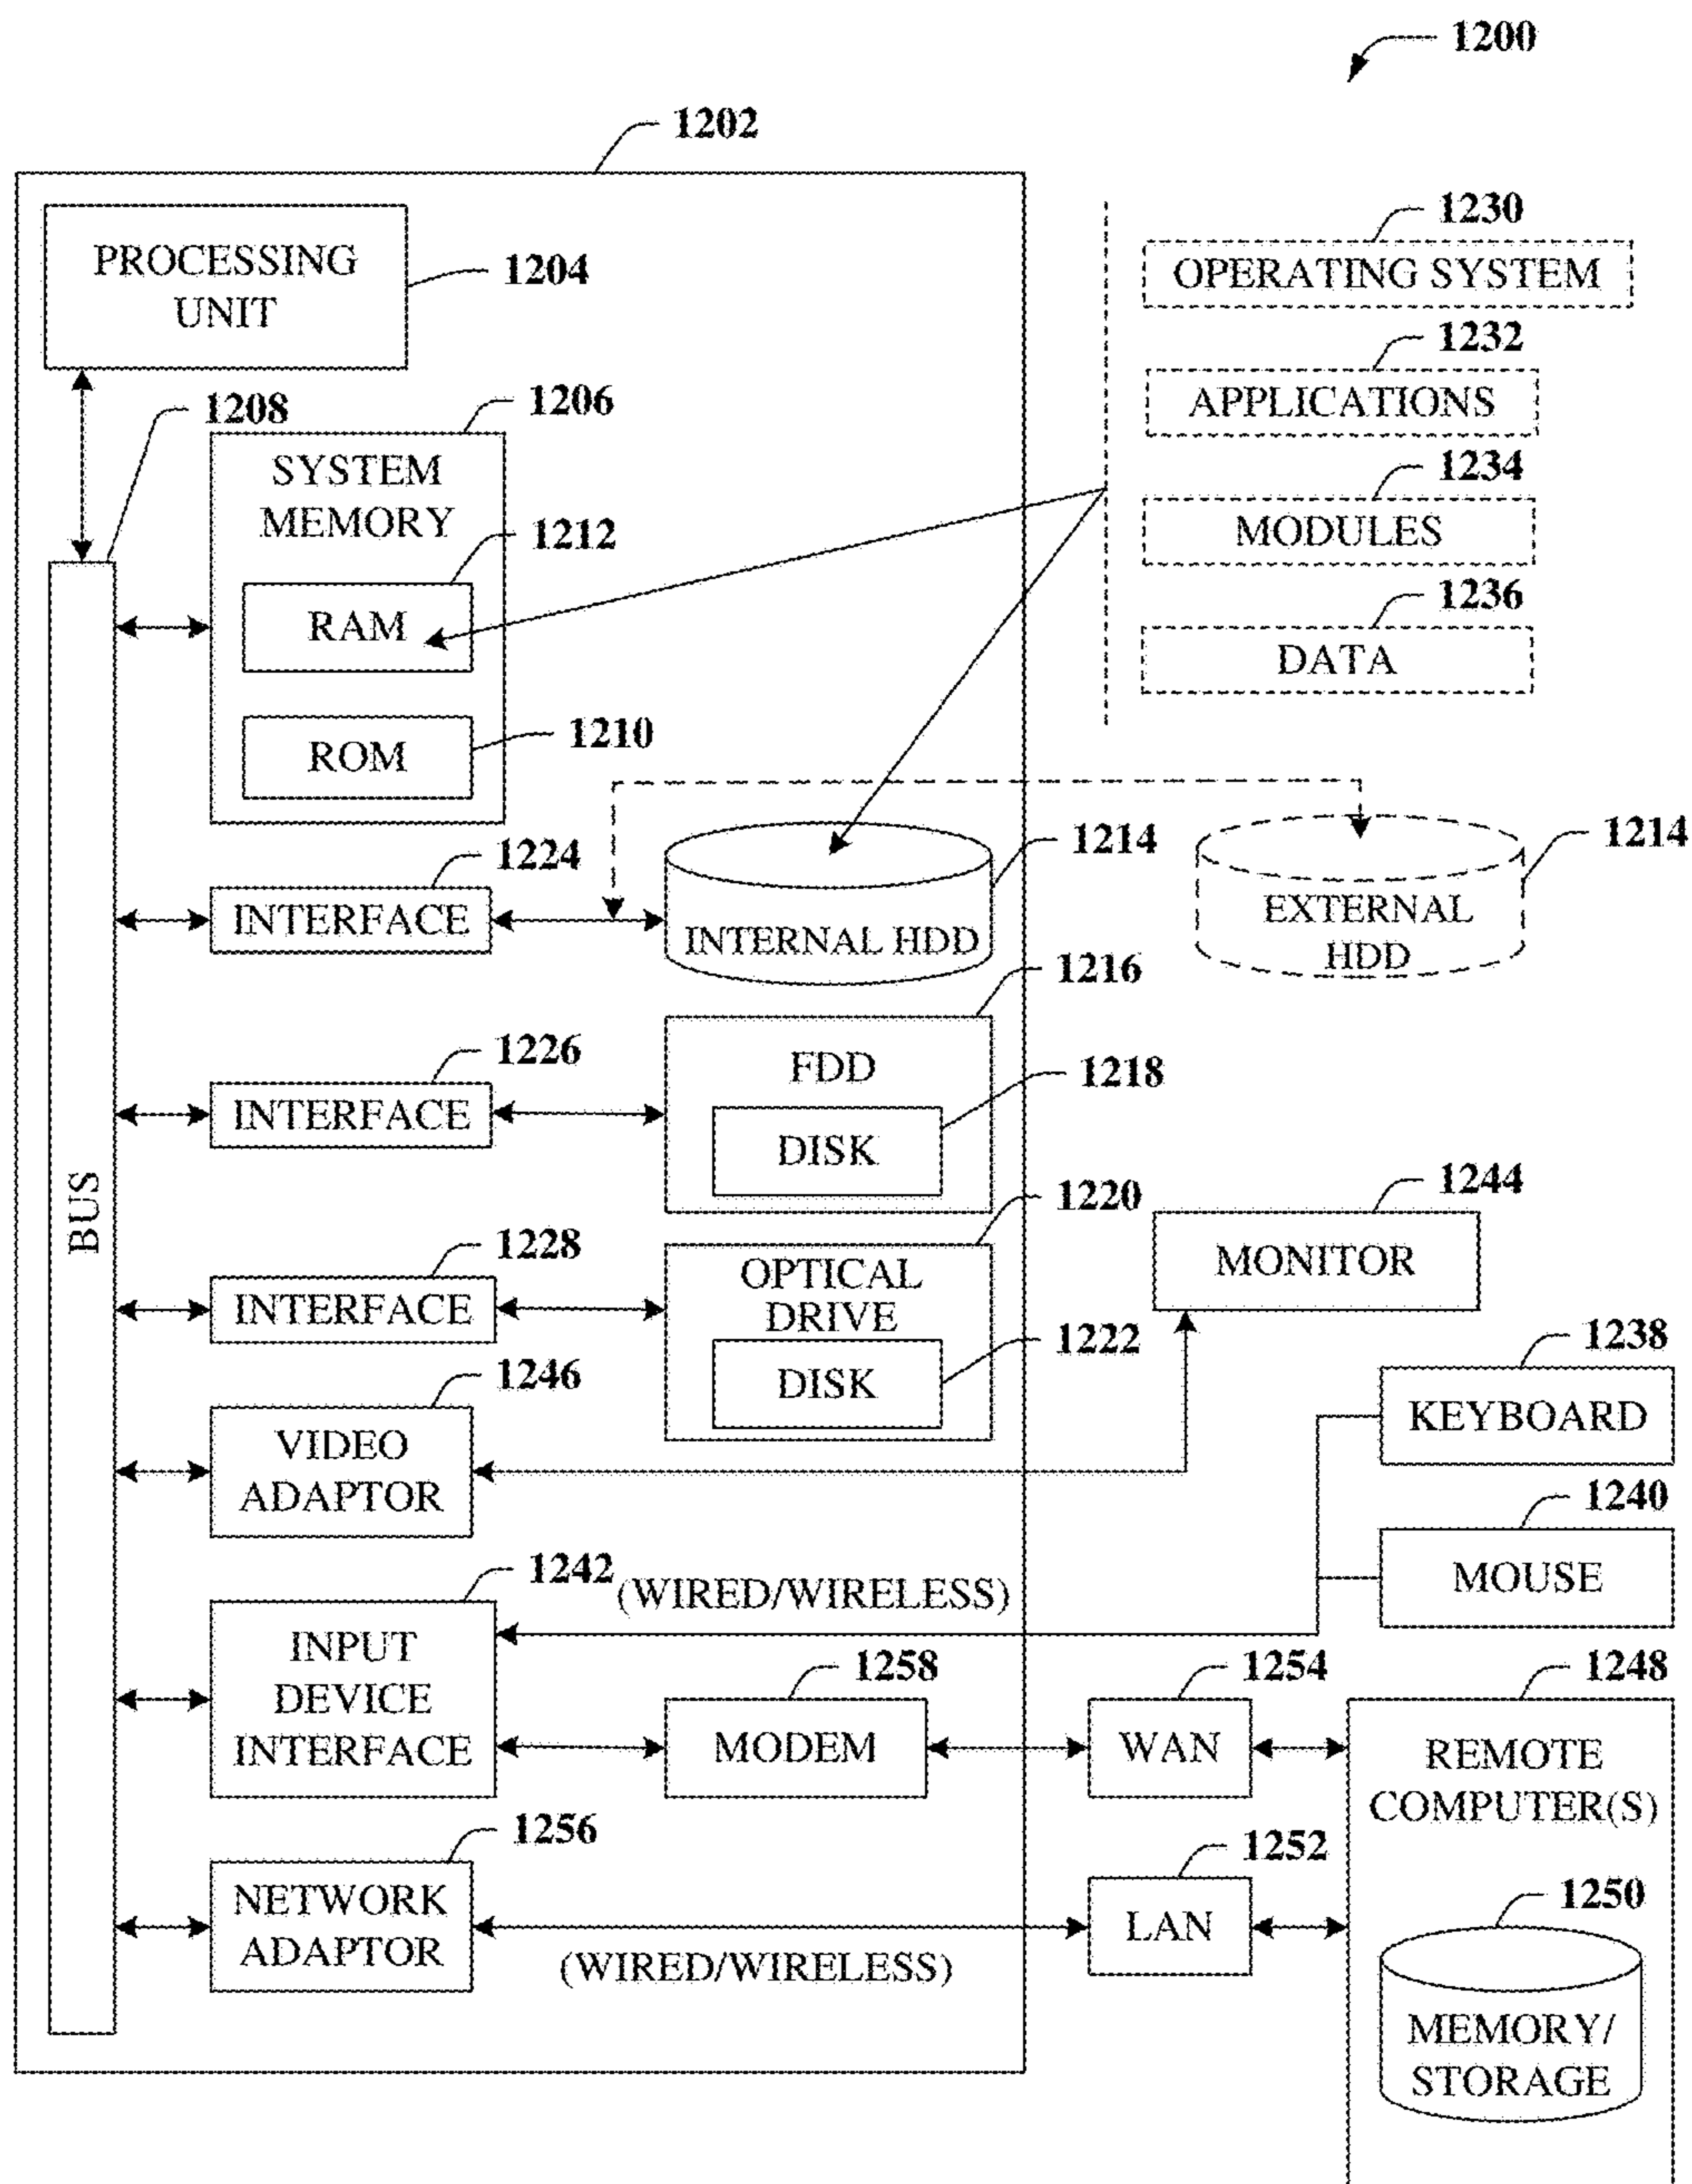 1200
1202
PROCESSING
UNIT
1204
1230
OPERATING SYSTEM
1232
APPLICATIONS
1234
MODULES
1236
DATA
1208
1206
SYSTEM
MEMORY
1212
RAM
1210
ROM
1224
INTERFACE
1214
INTERNAL HDD
1214
EXTERNAL
HDD
1216
1226
INTERFACE
FDD
1218
DISK
BUS
1220
1228
INTERFACE
OPTICAL
DRIVE
1222
DISK
1244
MONITOR
1238
KEYBOARD
1246
VIDEO
ADAPTOR
1240
MOUSE
1242
(WIRED/WIRELESS)
INPUT
DEVICE
INTERFACE
1258
MODEM
1254
WAN
1248
REMOTE
COMPUTER(S)
1256
NETWORK
ADAPTOR
(WIRED/WIRELESS)
1252
LAN
1250
MEMORY/
STORAGE